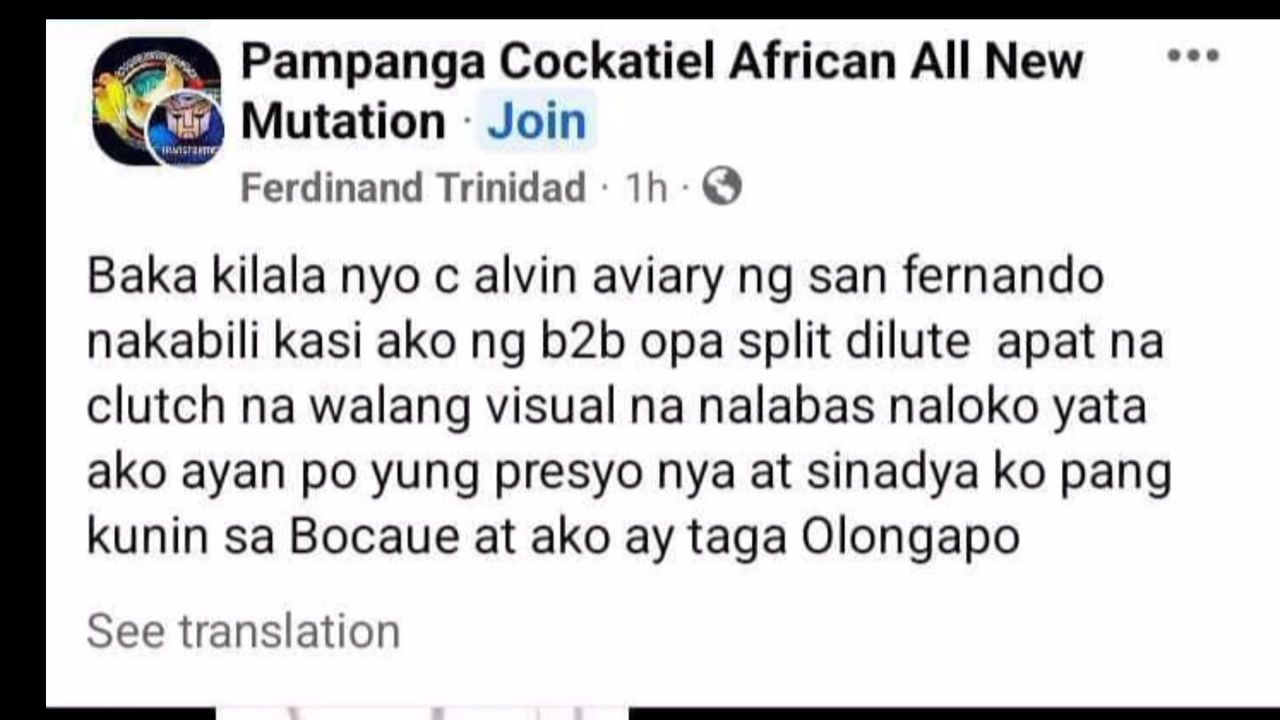 Pampanga Cockatiel African All New
Mutation · Join
Ferdinand Trinidad · 1h ·
Baka kilala nyo c alvin aviary ng san fernando
nakabili kasi ako ng b2b opa split dilute apat na
clutch na walang visual na nalabas naloko yata
ako ayan po yung presyo nya at sinadya ko pang
kunin sa Bocaue at ako ay taga Olongapo
See translation